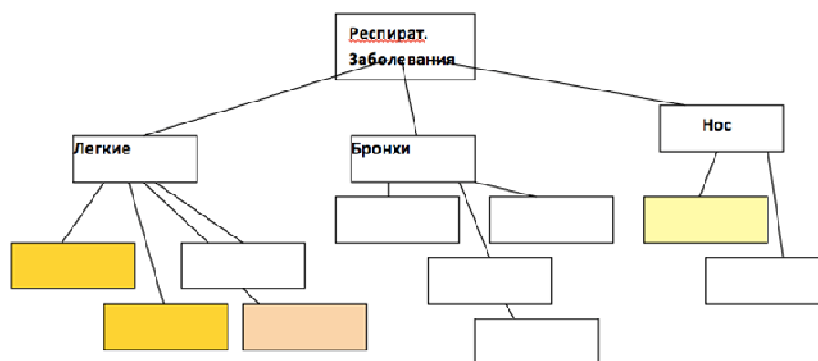 Респират.
Заболевания
Легкие
Бронхи
Нос